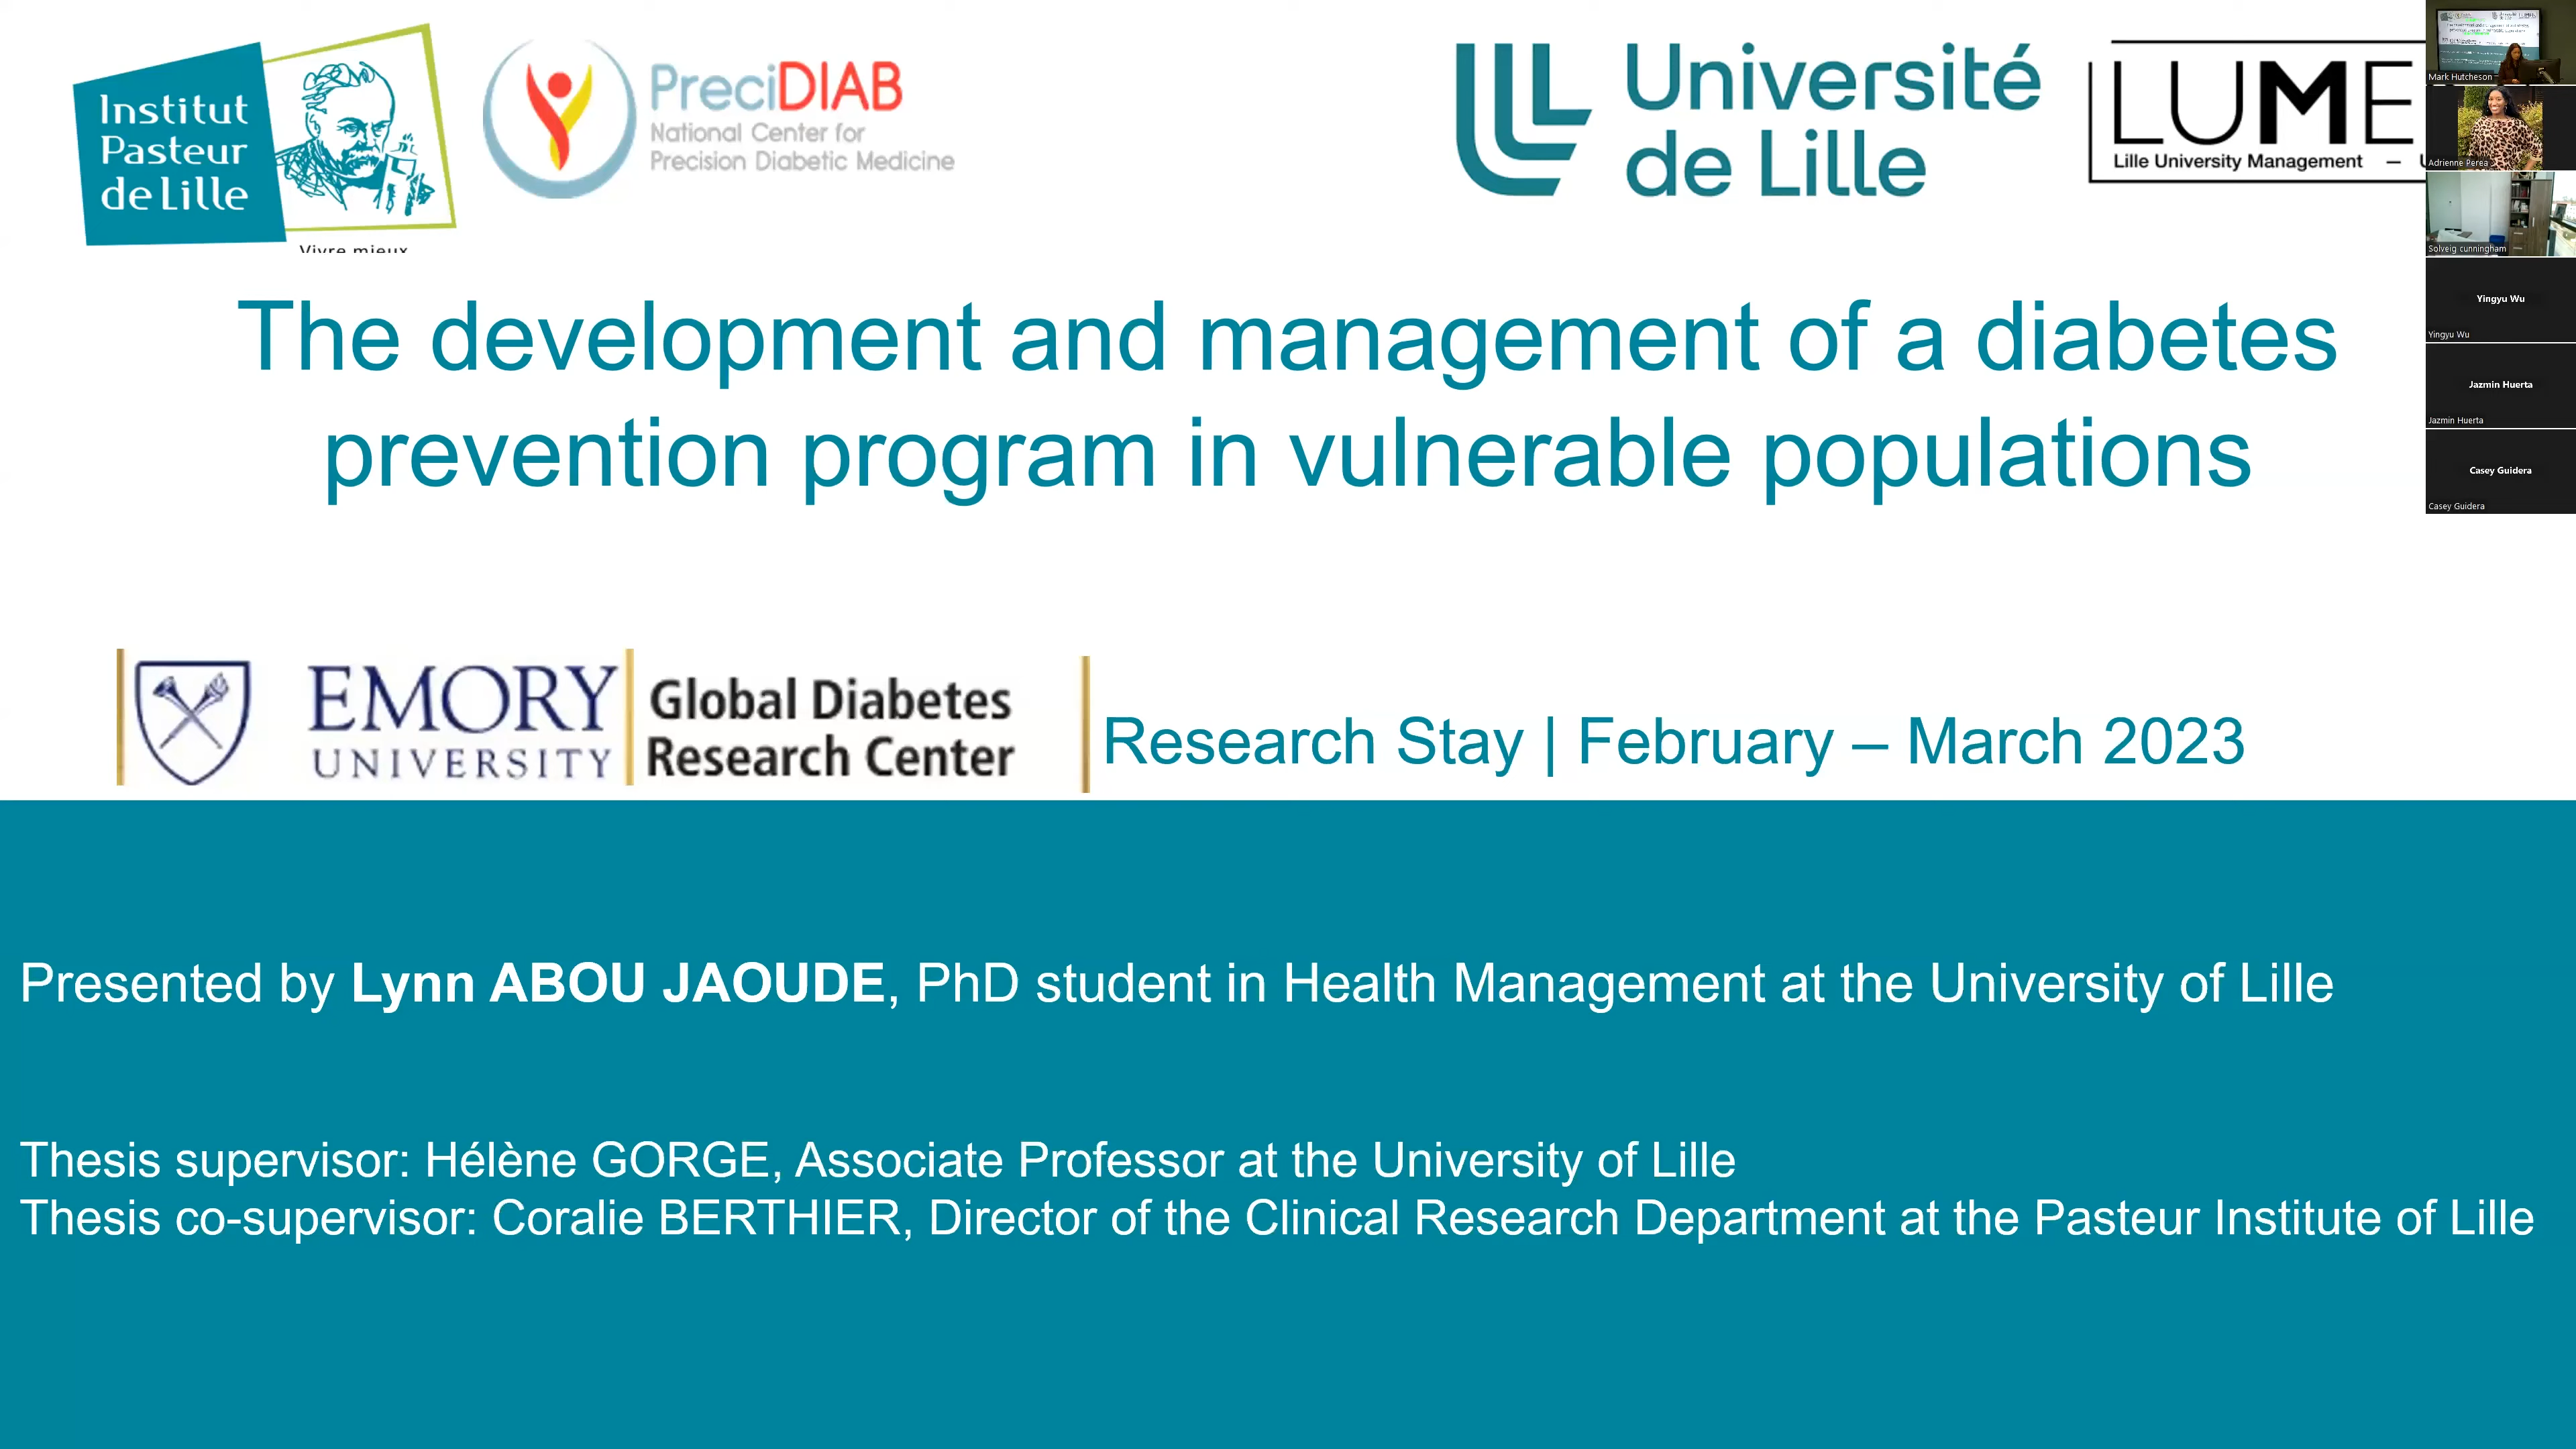 Institut
Pasteur
de Lille
Vivre mieux
PreciDIAB
National Center for
Precision Diabetic Medicine
Université
de Lille
LUME
Lille University Management –
The development and management of a diabetes
prevention program in vulnerable populations
EMORY
UNIVERSITY
Global Diabetes
Research Center
Research Stay | February – March 2023
Presented by Lynn ABOU JAOUDE, PhD student in Health Management at the University of Lille
Thesis supervisor: Hélène GORGE, Associate Professor at the University of Lille
Thesis co-supervisor: Coralie BERTHIER, Director of the Clinical Research Department at the Pasteur Institute of Lille
Mark Hutcheson
Adrienne Perea
Solveig cunningham
Yingyu Wu
Yingyu Wu
Jazmin Huerta
Jazmin Huerta
Casey Guidera
Casey Guidera